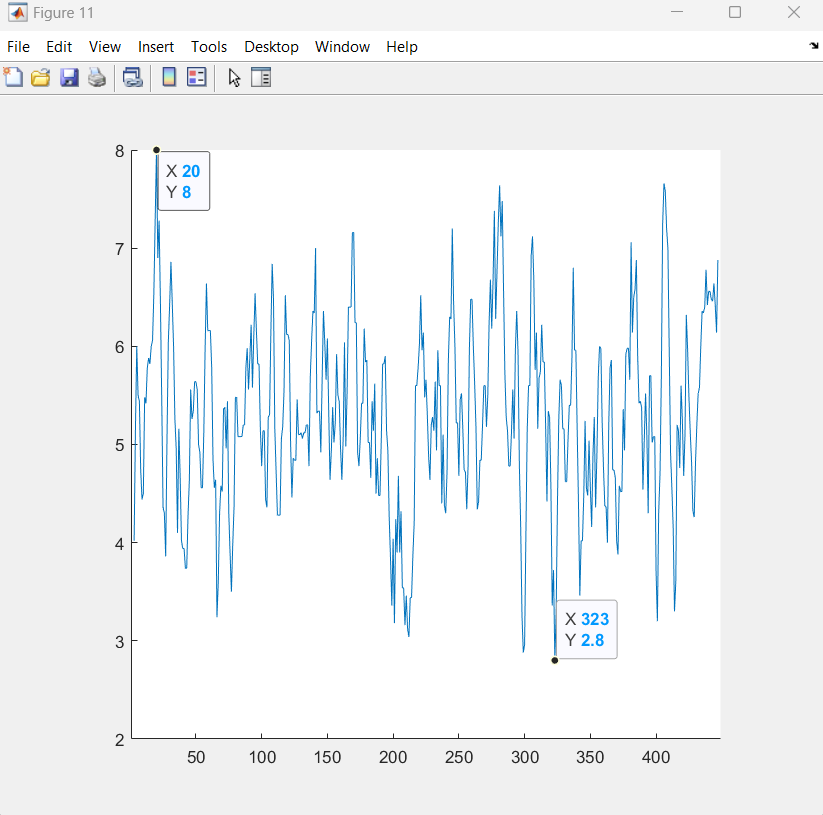 Figure 11
File Edit View Insert Tools Desktop Window Help
8
X 20
Y 8
7
6
5
4
X 323
Y 2.8
3
2
50 100 150 200 250 300 350 400